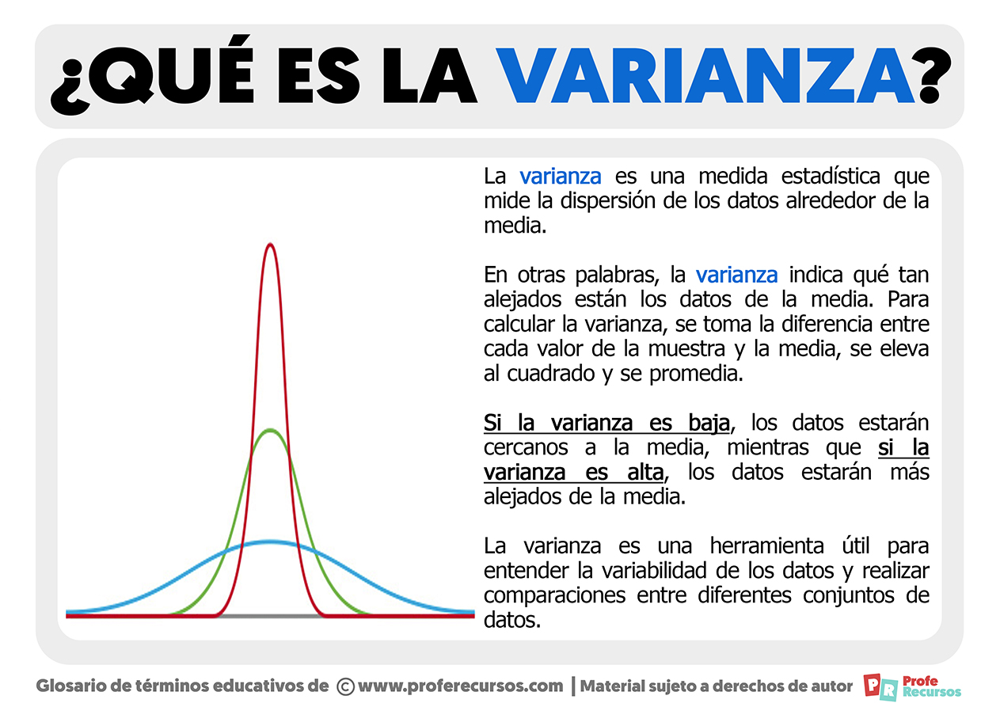 ¿QUÉ ES LA VARIANZA?
La varianza es una medida estadística que
mide la dispersión de los datos alrededor de la
media.
En otras palabras, la varianza indica qué tan
alejados están los datos de la media. Para
calcular la varianza, se toma la diferencia entre
cada valor de la muestra y la media, se eleva
al cuadrado y se promedia.
Si la varianza es baja, los datos estarán
cercanos a la media, mientras que si la
varianza es alta, los datos estarán más
alejados de la media.
La varianza es una herramienta útil para
entender la variabilidad de los datos y realizar
comparaciones entre diferentes conjuntos de
datos.
Glosario de términos educativos de © www.proferecursos.com | Material sujeto a derechos de autor
PR Profe
Recursos